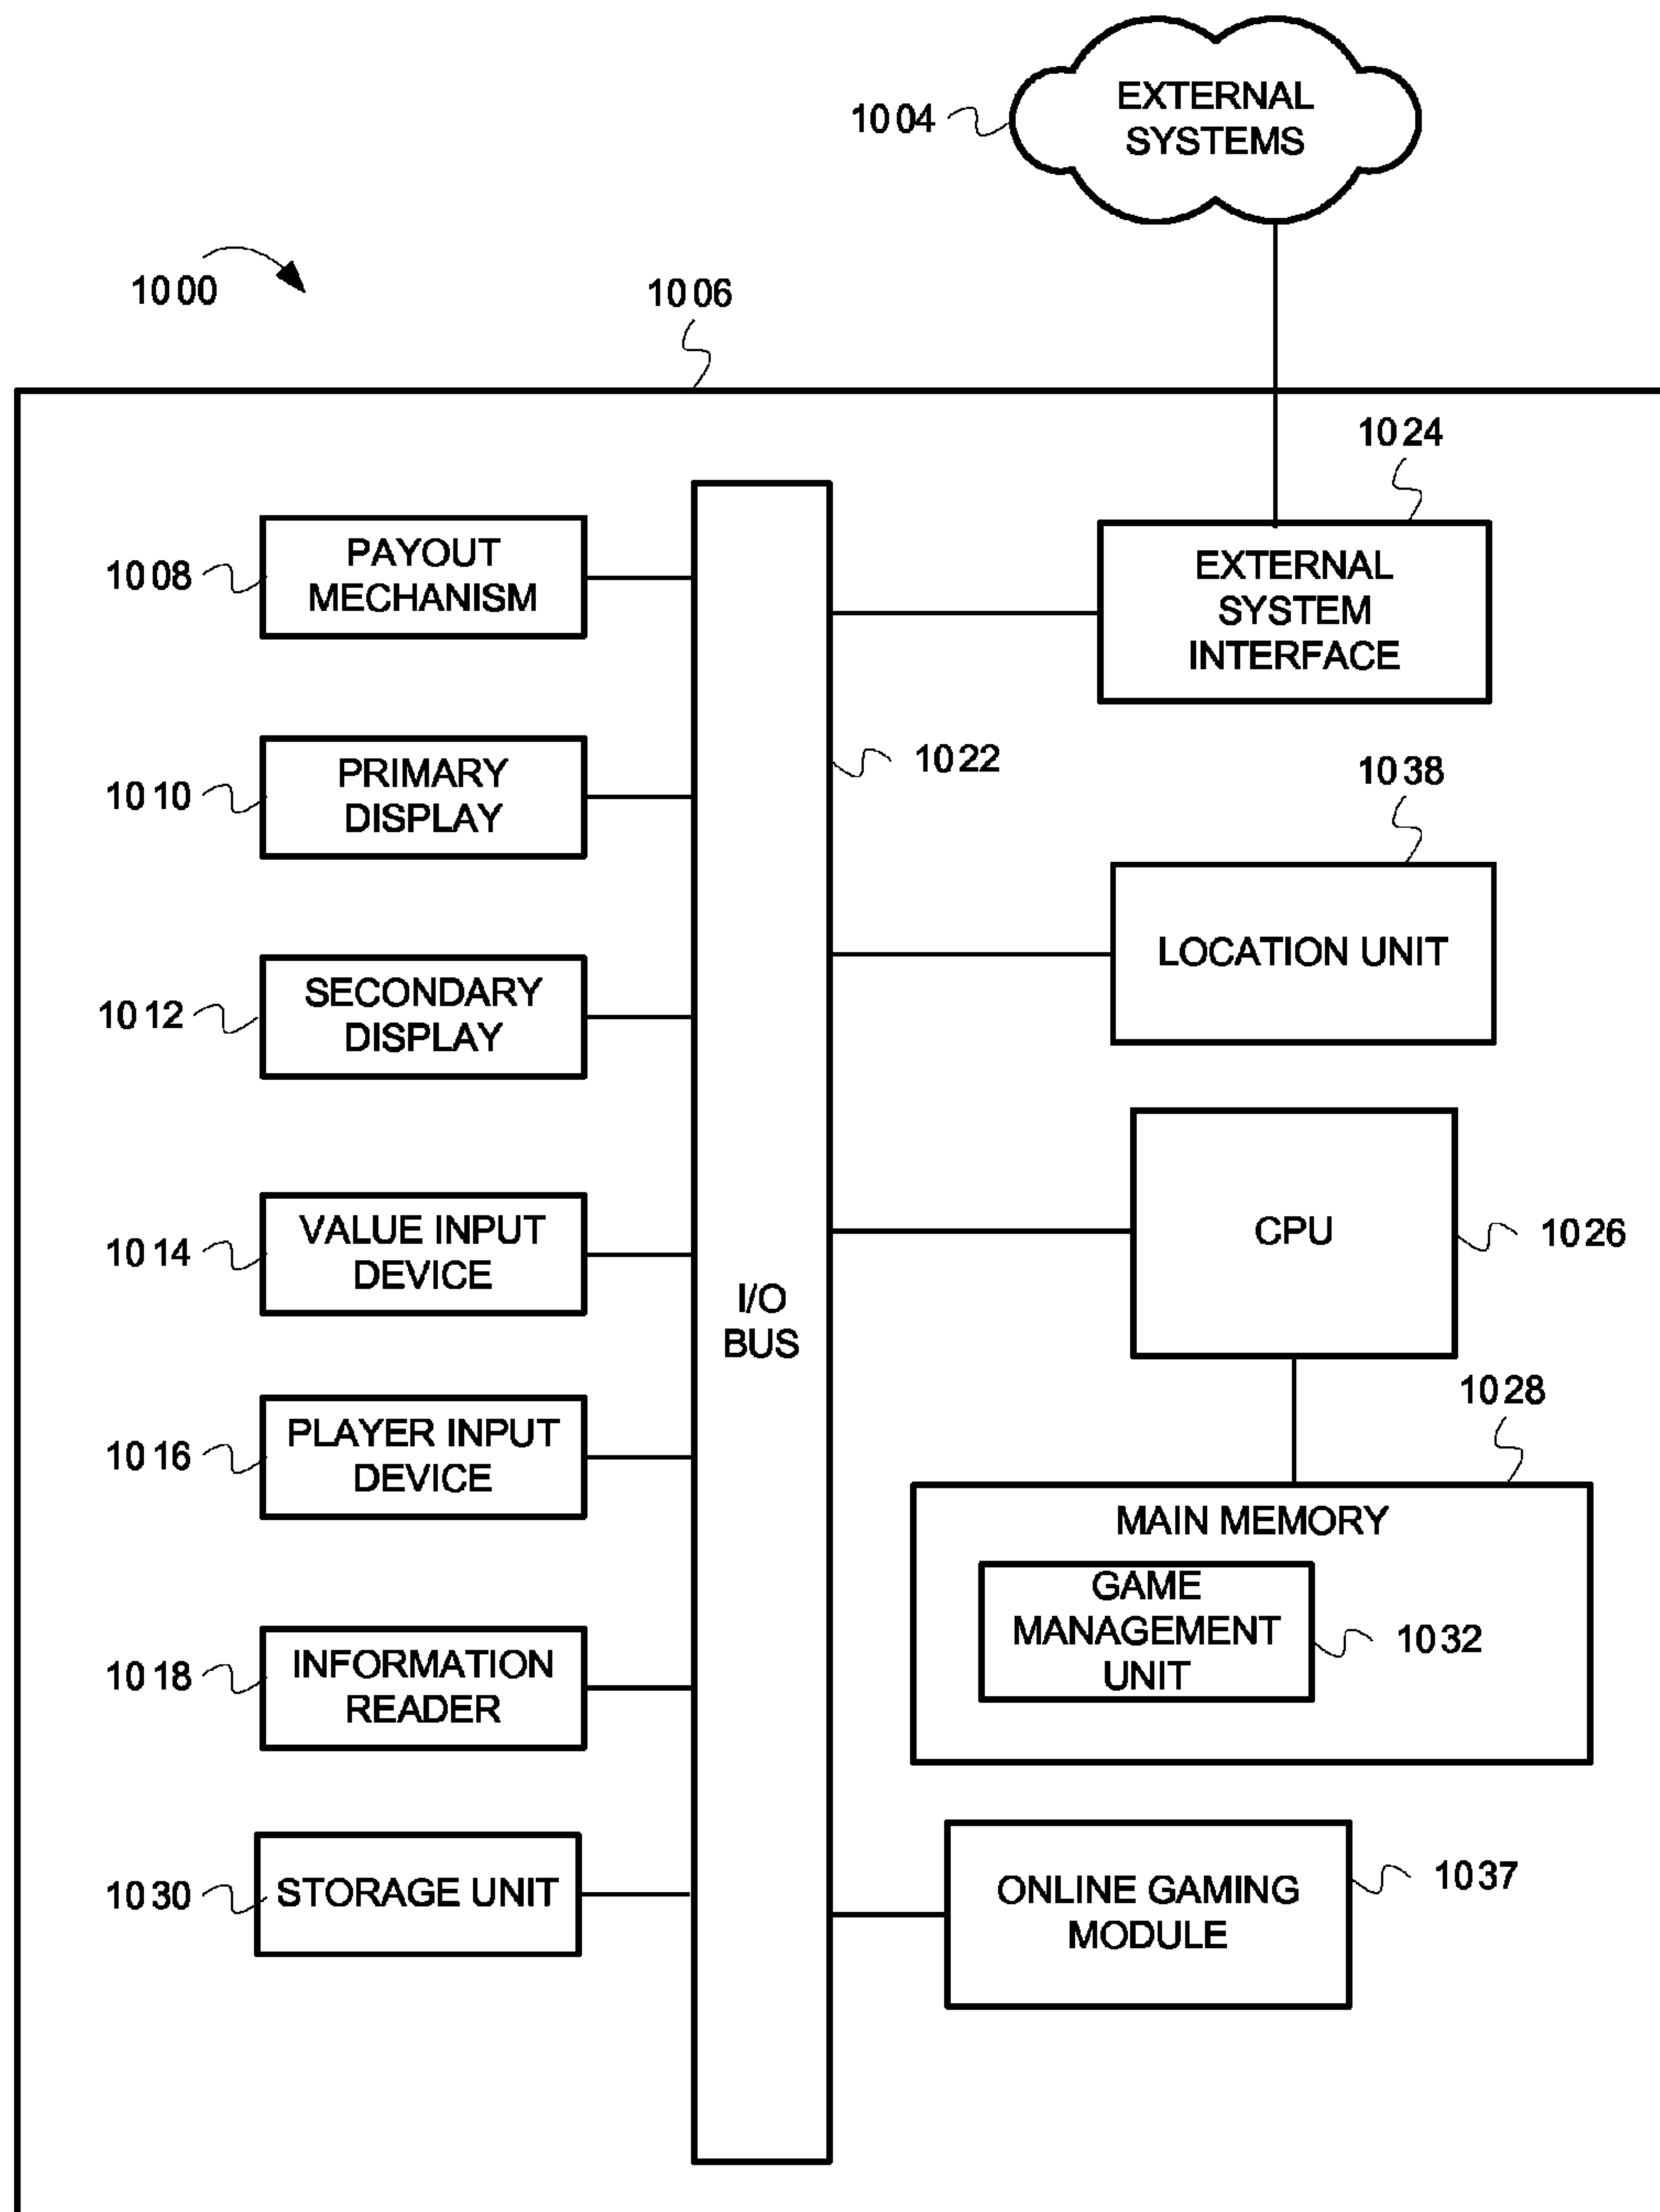 EXTERNAL
SYSTEMS
1004
1000
1006
1024
PAYOUT
MECHANISM
1008
EXTERNAL
SYSTEM
INTERFACE
1022
1038
PRIMARY
DISPLAY
1010
LOCATION UNIT
SECONDARY
DISPLAY
1012
CPU
1026
VALUE INPUT
DEVICE
1014
I/O
BUS
1028
PLAYER INPUT
DEVICE
1016
MAIN MEMORY
GAME
MANAGEMENT
UNIT
1032
INFORMATION
READER
1018
STORAGE UNIT
1030
ONLINE GAMING
MODULE
1037